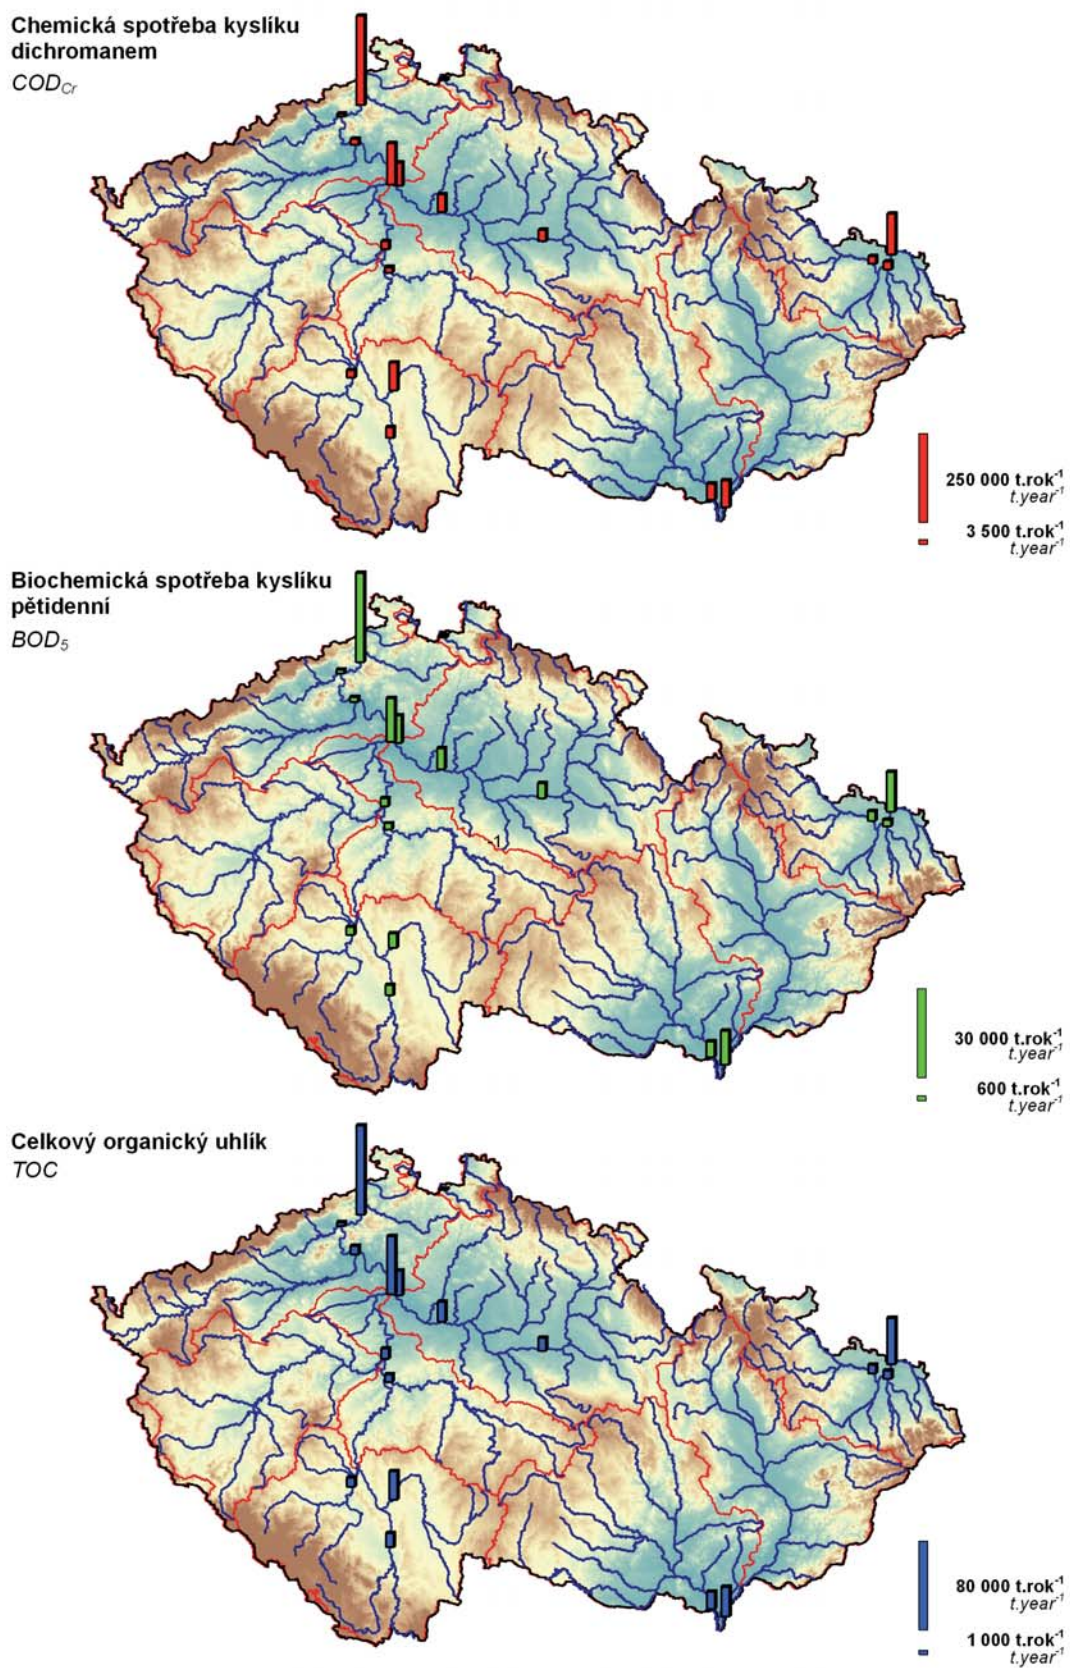 Chemická spotřeba kyslíku
dichromanem
COD_Cr
250 000 t.rok⁻¹
t.year⁻¹
3 500 t.rok⁻¹
t.year⁻¹
Biochemická spotřeba kyslíku
pětidenní
BOD₅
1
30 000 t.rok⁻¹
t.year⁻¹
600 t.rok⁻¹
t.year⁻¹
Celkový organický uhlík
TOC
80 000 t.rok⁻¹
t.year⁻¹
1 000 t.rok⁻¹
t.year⁻¹